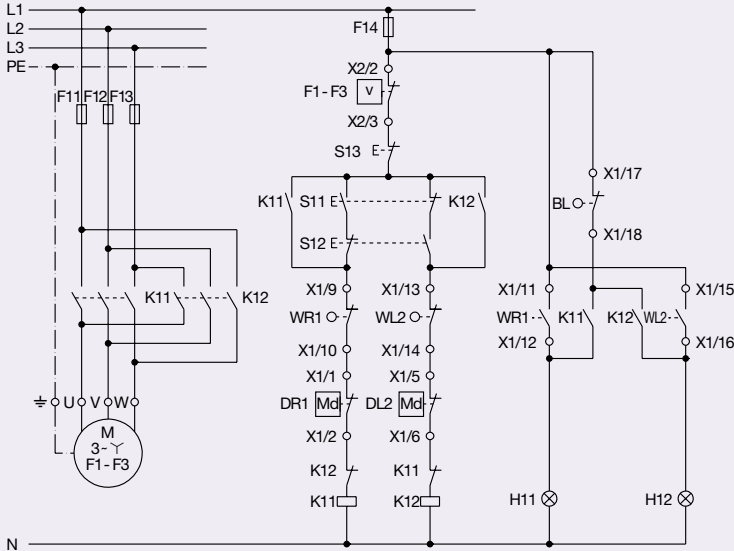 L1
L2
L3
PE
F14
F11 F12 F13
X2/2
F1-F3 v
X2/3
S13 E
X1/17
K11 S11 E K12
BL
S12 E
X1/18
K11 K12
X1/9 X1/13 X1/11 X1/15
WR1 WL2 WR1 K11 K12 WL2
X1/10 X1/14 X1/12 X1/16
X1/1 X1/5
U V W
DR1 Md DL2 Md
M
3~
F1-F3
X1/2 X1/6
K12 K11
K11 K12 H11 H12
N